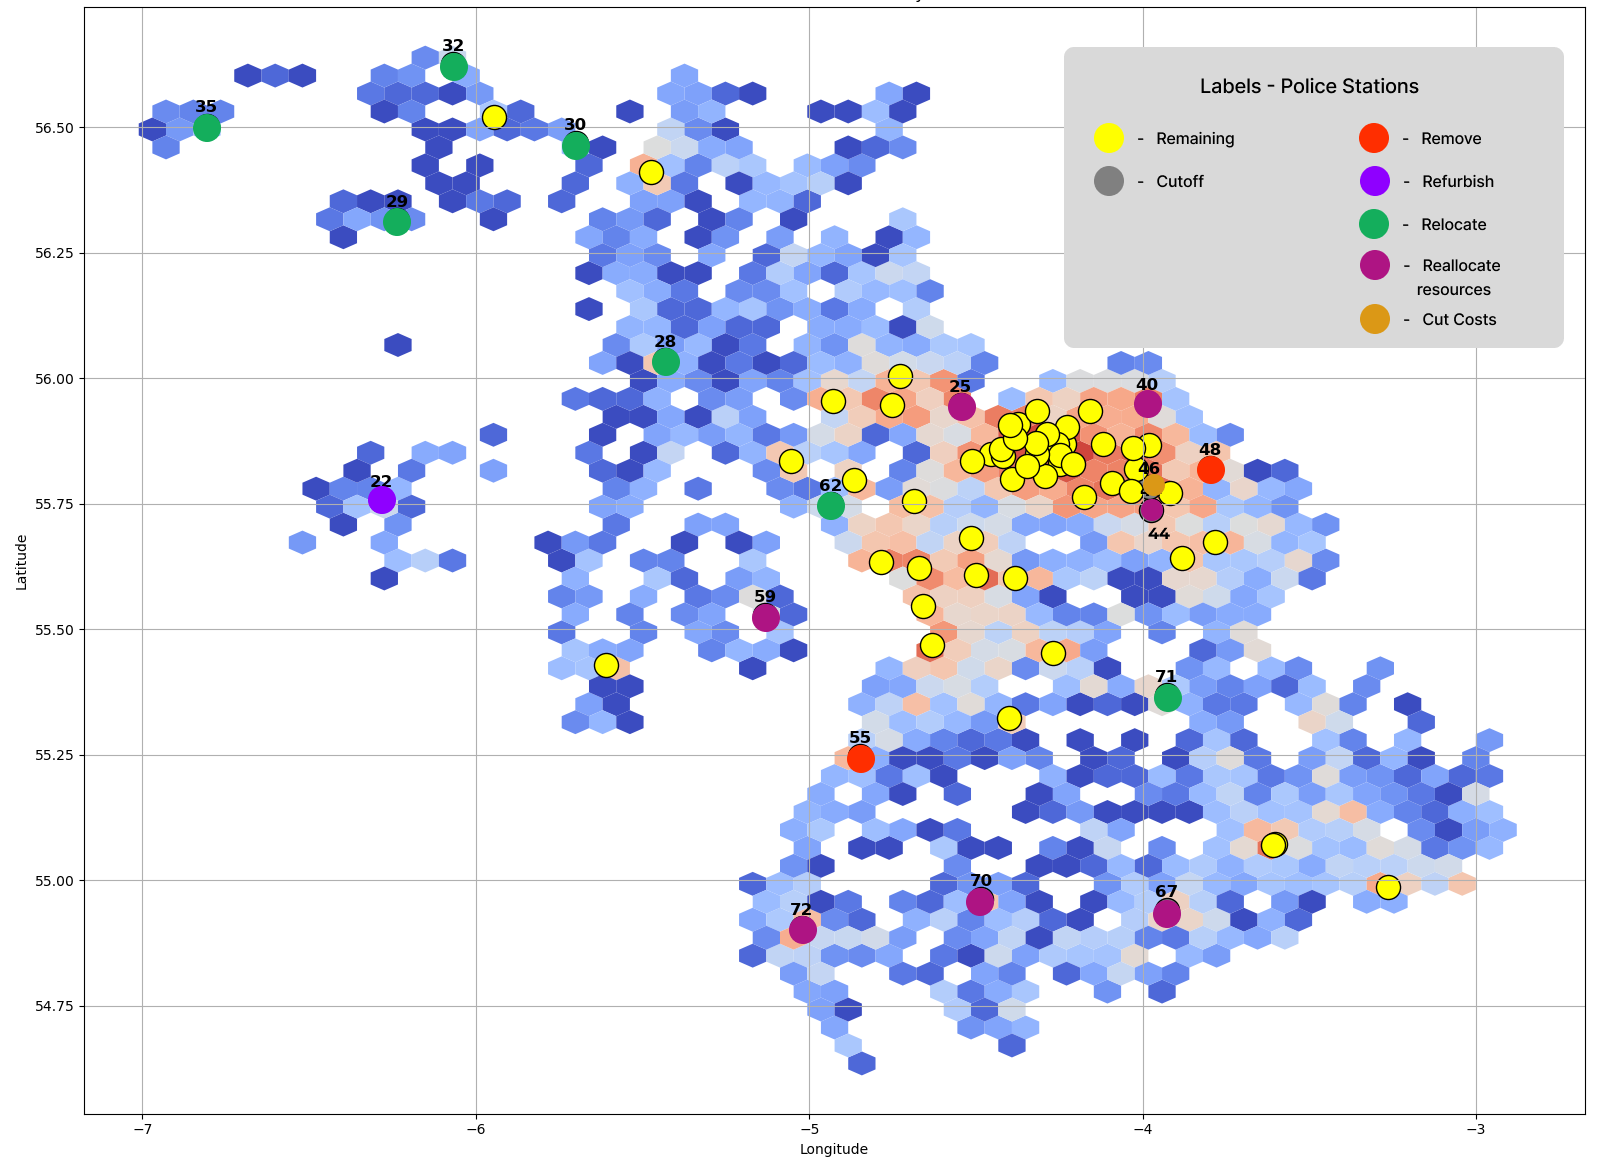 Labels - Police Stations
- Remaining
- Remove
- Cutoff
- Refurbish
- Relocate
- Reallocate
resources
- Cut Costs
32
35
30
29
28
25
40
48
46
22
62
44
59
71
55
70
67
72
56.50
56.25
56.00
55.75
55.50
55.25
55.00
54.75
Latitude
−7
−6
−5
−4
−3
Longitude